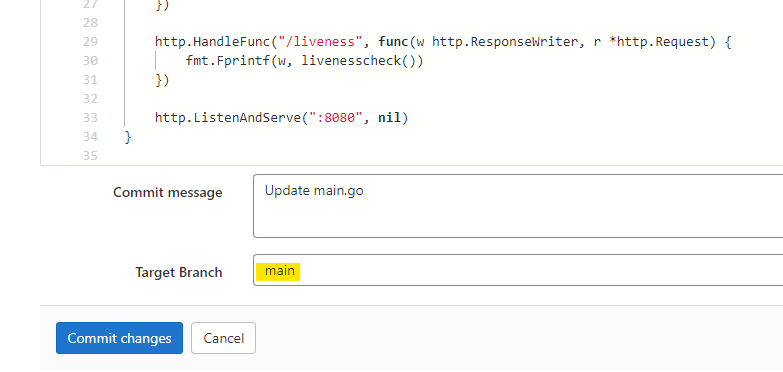 27 })
28
29 http.HandleFunc("/liveness", func(w http.ResponseWriter, r *http.Request) {
30 fmt.Fprintf(w, livenesscheck())
31 })
32
33 http.ListenAndServe(":8080", nil)
34 }
35
Commit message Update main.go
Target Branch main
Commit changes Cancel